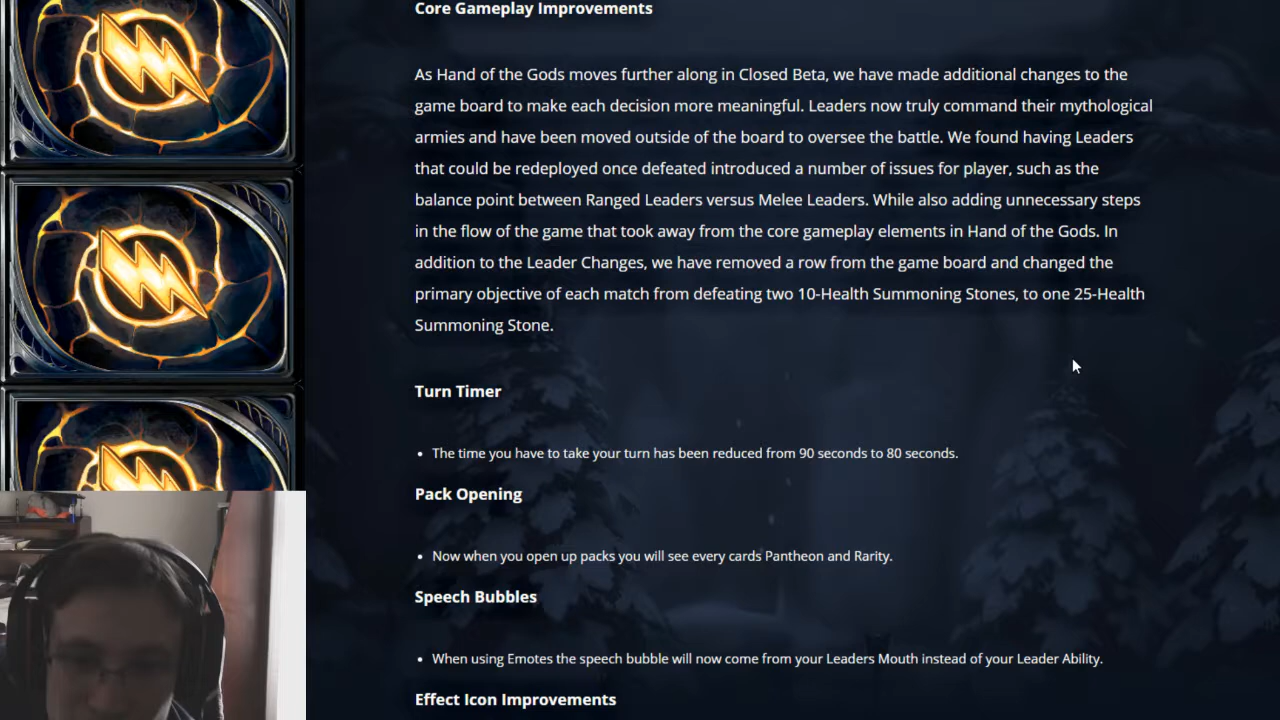 Core Gameplay Improvements
As Hand of the Gods moves further along in Closed Beta, we have made additional changes to the
game board to make each decision more meaningful. Leaders now truly command their mythological
armies and have been moved outside of the board to oversee the battle. We found having Leaders
that could be redeployed once defeated introduced a number of issues for player, such as the
balance point between Ranged Leaders versus Melee Leaders. While also adding unnecessary steps
in the flow of the game that took away from the core gameplay elements in Hand of the Gods. In
addition to the Leader Changes, we have removed a row from the game board and changed the
primary objective of each match from defeating two 10-Health Summoning Stones, to one 25-Health
Summoning Stone.
Turn Timer
• The time you have to take your turn has been reduced from 90 seconds to 80 seconds.
Pack Opening
• Now when you open up packs you will see every cards Pantheon and Rarity.
Speech Bubbles
• When using Emotes the speech bubble will now come from your Leaders Mouth instead of your Leader Ability.
Effect Icon Improvements